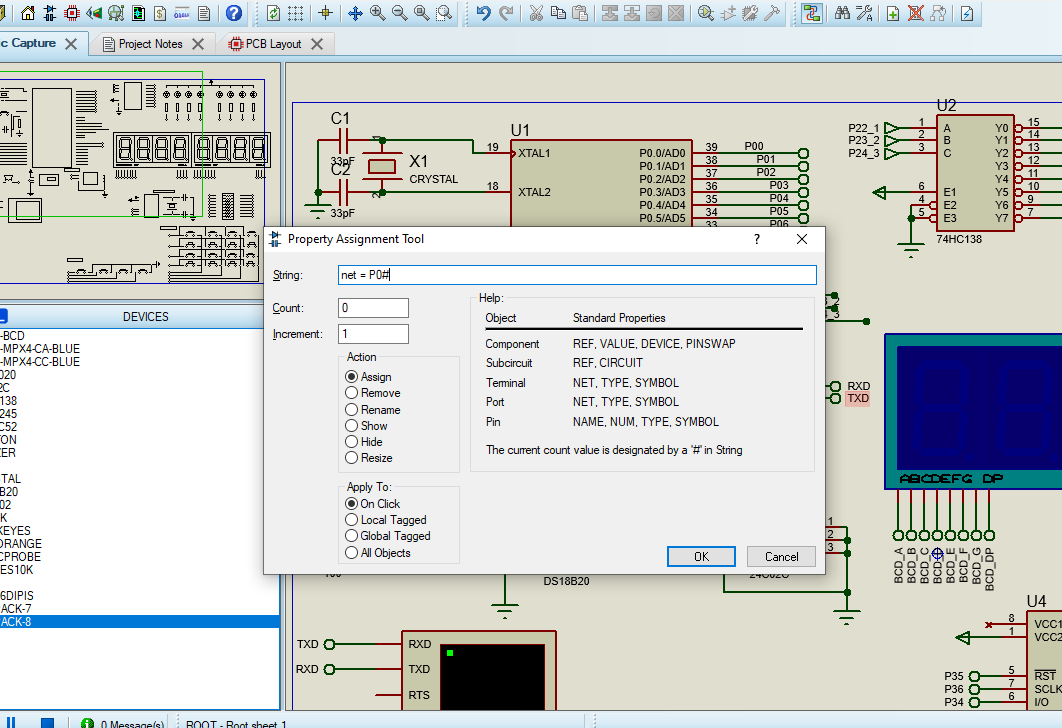 c Capture
Project Notes
PCB Layout
DEVICES
-BCD
-MPX4-CA-BLUE
-MPX4-CC-BLUE
020
2C
138
245
C52
ON
ZER
TAL
B20
02
K
KEYES
ORANGE
CPROBE
ES10K
6DIPIS
ACK-7
ACK-8
0 Message(s)
ROOT - Root sheet 1
C1
33pF
C2
33pF
1
2
X1
CRYSTAL
U1
19
XTAL1
18
XTAL2
P0.0/AD0
39
P00
P0.1/AD1
38
P01
P0.2/AD2
37
P02
P0.3/AD3
36
P03
P0.4/AD4
35
P04
P0.5/AD5
34
P05
33
P06
U2
P22_1
1
A
Y0
15
P23_2
2
B
Y1
14
P24_3
3
C
Y2
13
Y3
12
Y4
11
6
E1
Y5
10
4
E2
Y6
9
5
E3
Y7
7
74HC138
Property Assignment Tool
?
String:
net = P0#
Count:
0
Increment:
1
Action
Assign
Remove
Rename
Show
Hide
Resize
Apply To:
On Click
Local Tagged
Global Tagged
All Objects
Help:
Object
Standard Properties
Component
REF, VALUE, DEVICE, PINSWAP
Subcircuit
REF, CIRCUIT
Terminal
NET, TYPE, SYMBOL
Port
NET, TYPE, SYMBOL
Pin
NAME, NUM, TYPE, SYMBOL
The current count value is designated by a '#' in String
OK
Cancel
3
RXD
TXD
ABCDEFG DP
BCD_A
BCD_B
BCD_C
BCD_E
BCD_F
BCD_G
BCD_DP
1
2
3
DS18B20
24C02C
TXD
RXD
RXD
TXD
RTS
U4
8
VCC1
1
VCC2
P35
5
RST
P36
7
SCLK
P34
6
I/O